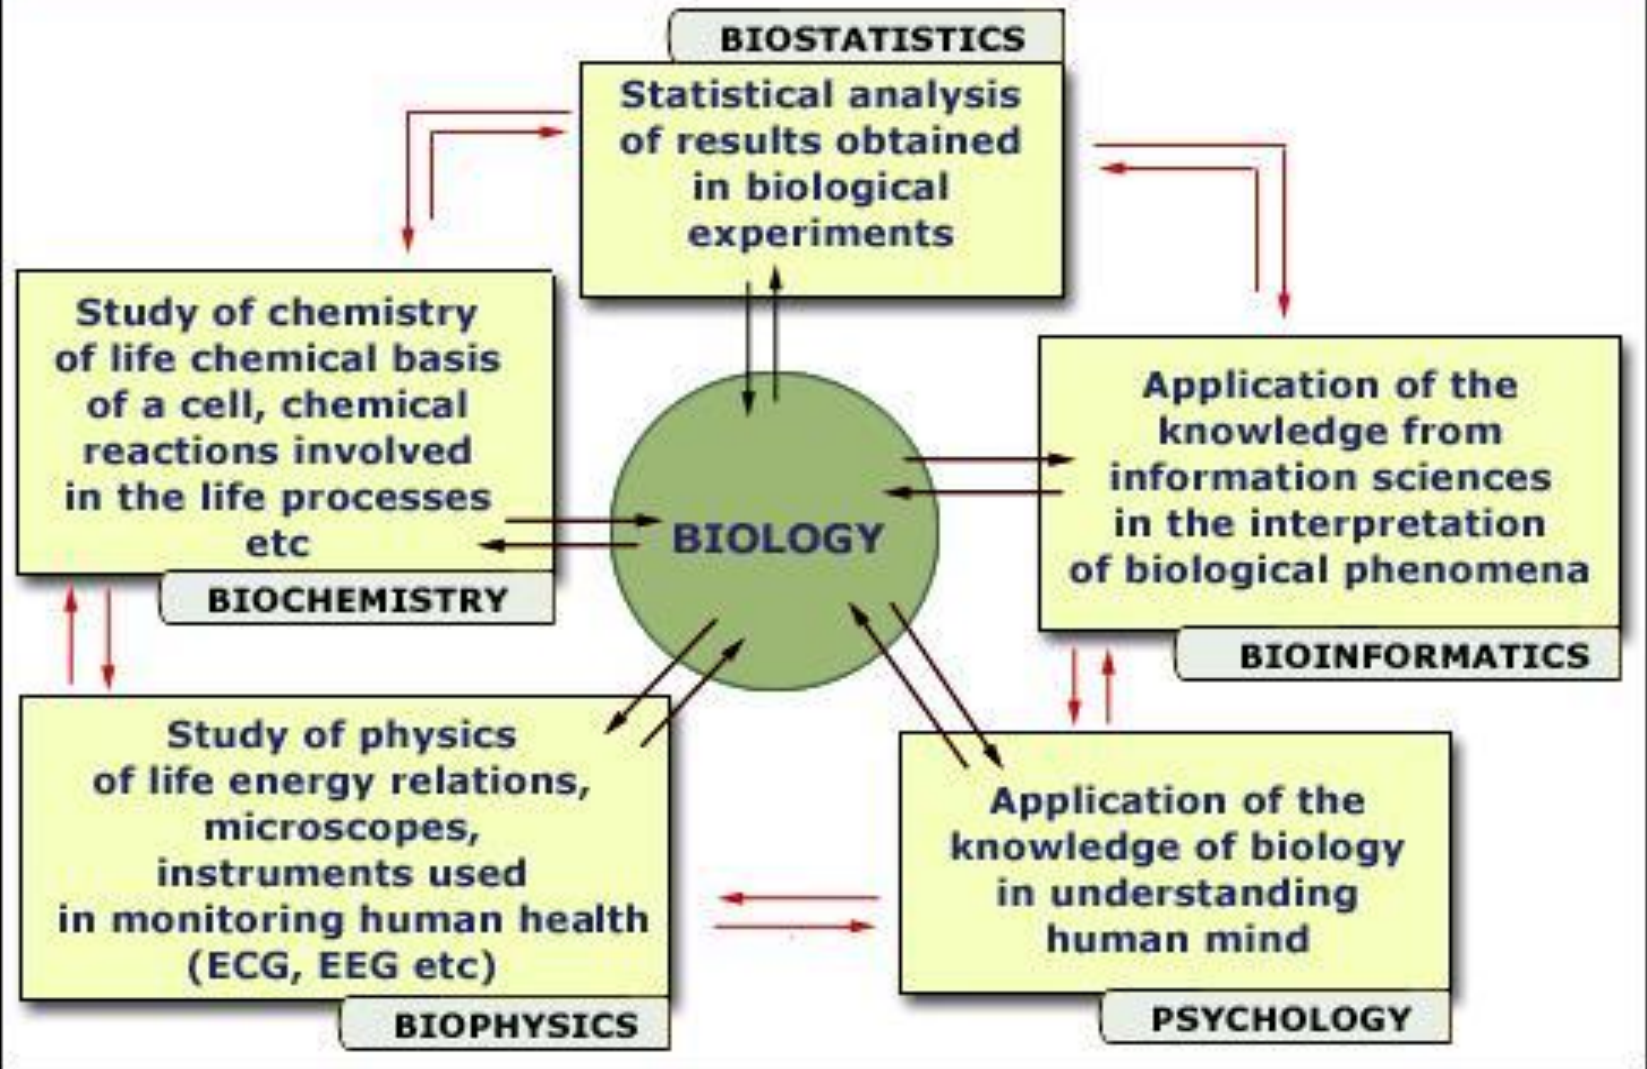 BIOSTATISTICS
Statistical analysis
of results obtained
in biological
experiments
Study of chemistry
of life chemical basis
of a cell, chemical
reactions involved
in the life processes
etc
BIOCHEMISTRY
BIOLOGY
Application of the
knowledge from
information sciences
in the interpretation
of biological phenomena
BIOINFORMATICS
Study of physics
of life energy relations,
microscopes,
instruments used
in monitoring human health
(ECG, EEG etc)
BIOPHYSICS
Application of the
knowledge of biology
in understanding
human mind
PSYCHOLOGY